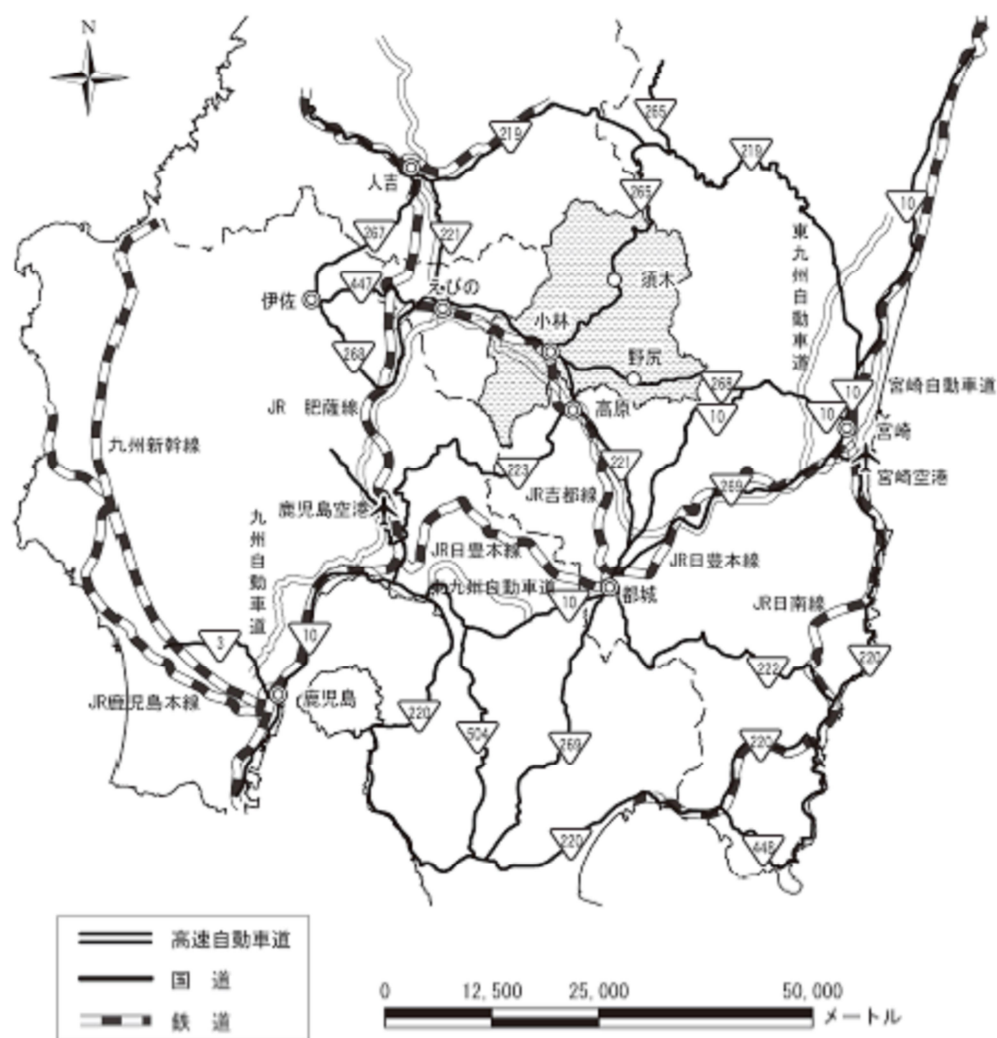 N
265
219
219
人吉
265
10
267
221
東九州自動車道
447
えびの
須木
伊佐
小林
268
野尻
268
宮崎自動車道
JR 肥薩線
10
10
10
高原
宮崎
九州新幹線
223
221
269
宮崎空港
JR吉都線
鹿児島空港
九州自動車道
JR日豊本線
JR日豊本線
東九州自動車道
10
都城
JR日南線
3
10
222
220
JR鹿児島本線
鹿児島
220
504
269
220
220
448
高速自動車道
国 道
鉄 道
0 12,500 25,000 50,000
メートル